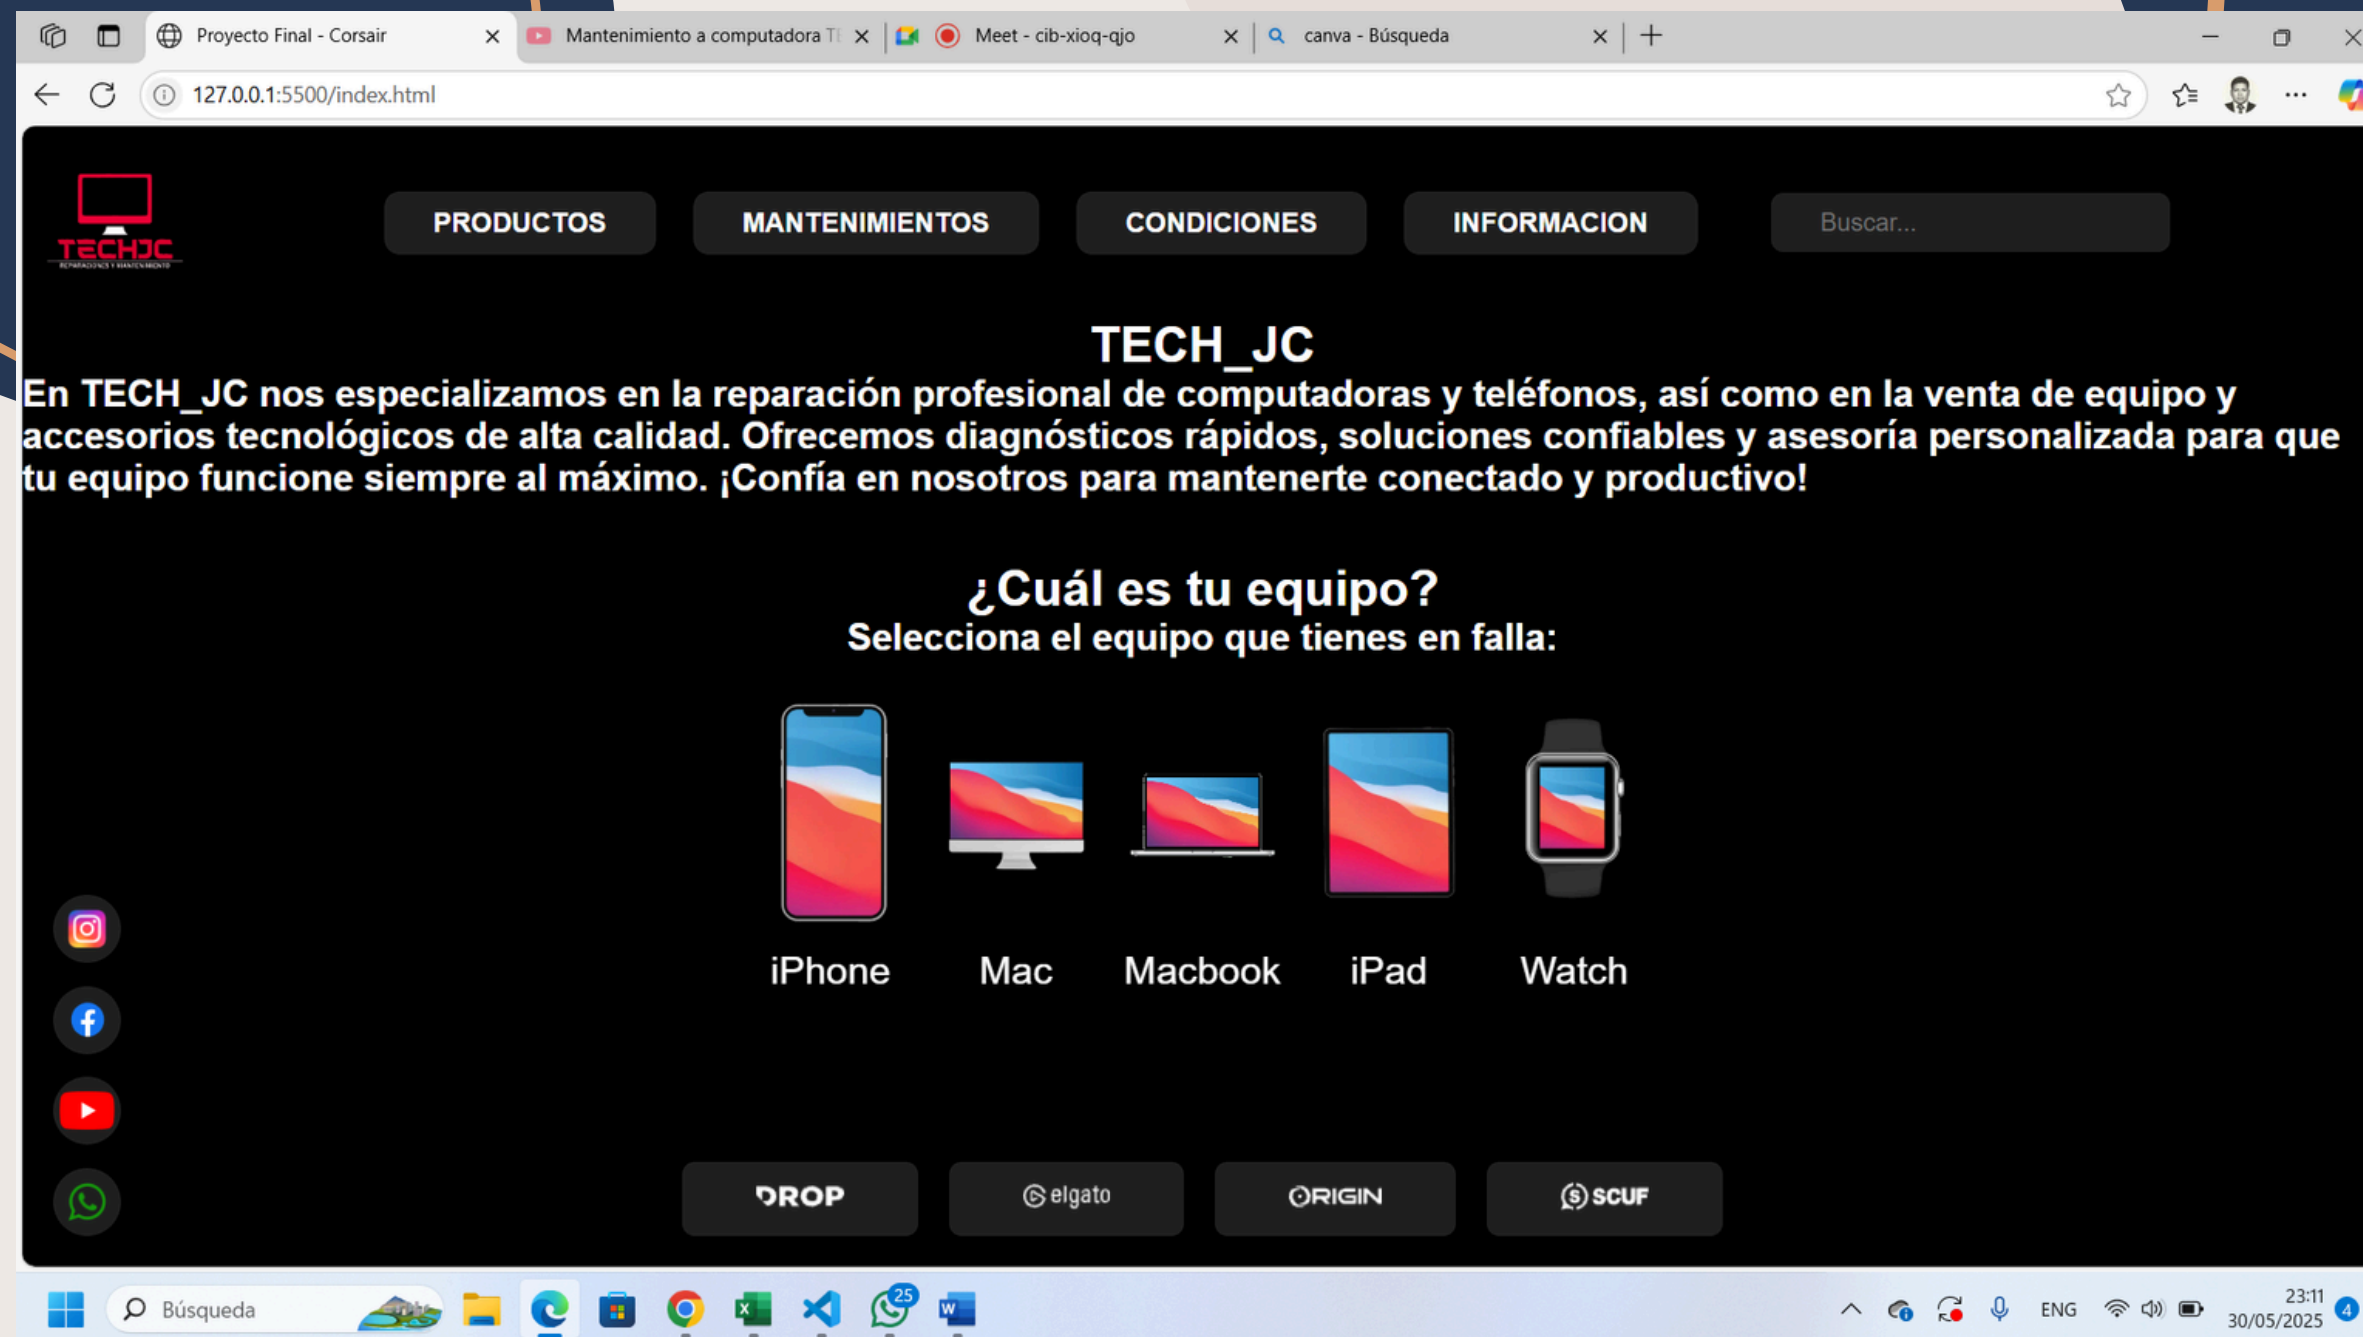 Proyecto Final - Corsair
Mantenimiento a computadora TE
Meet - cib-xioq-qjo
canva - Búsqueda
127.0.0.1:5500/index.html
TECHJC
REPARACIONES Y MANTENIMIENTO
PRODUCTOS
MANTENIMIENTOS
CONDICIONES
INFORMACION
Buscar...
TECH_JC
En TECH_JC nos especializamos en la reparación profesional de computadoras y teléfonos, así como en la venta de equipo y
accesorios tecnológicos de alta calidad. Ofrecemos diagnósticos rápidos, soluciones confiables y asesoría personalizada para que
tu equipo funcione siempre al máximo. ¡Confía en nosotros para mantenerte conectado y productivo!
¿Cuál es tu equipo?
Selecciona el equipo que tienes en falla:
iPhone
Mac
Macbook
iPad
Watch
DROP
elgato
ORIGIN
SCUF
Búsqueda
25
ENG
23:11
30/05/2025
4